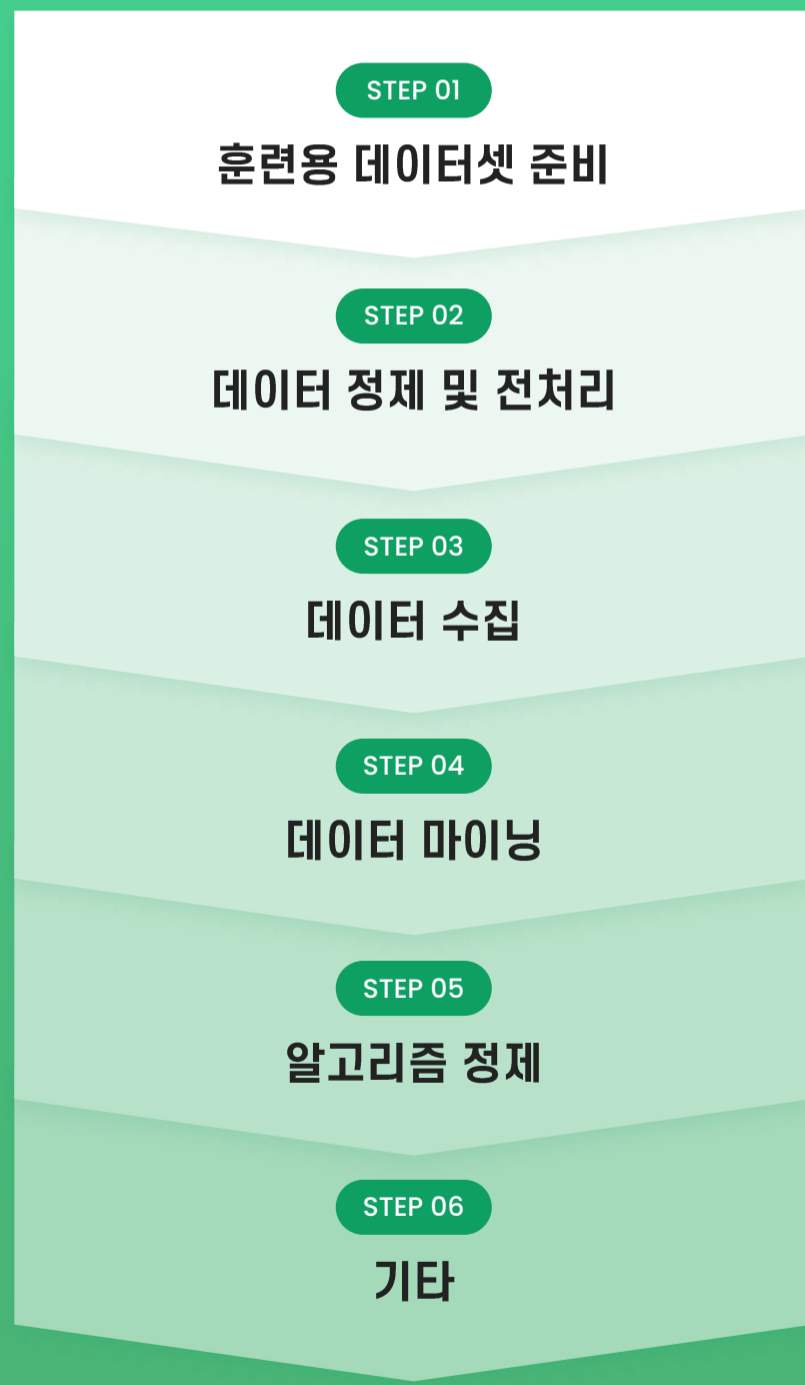 STEP 01
훈련용 데이터셋 준비
STEP 02
데이터 정제 및 전처리
STEP 03
데이터 수집
STEP 04
데이터 마이닝
STEP 05
알고리즘 정제
STEP 06
기타